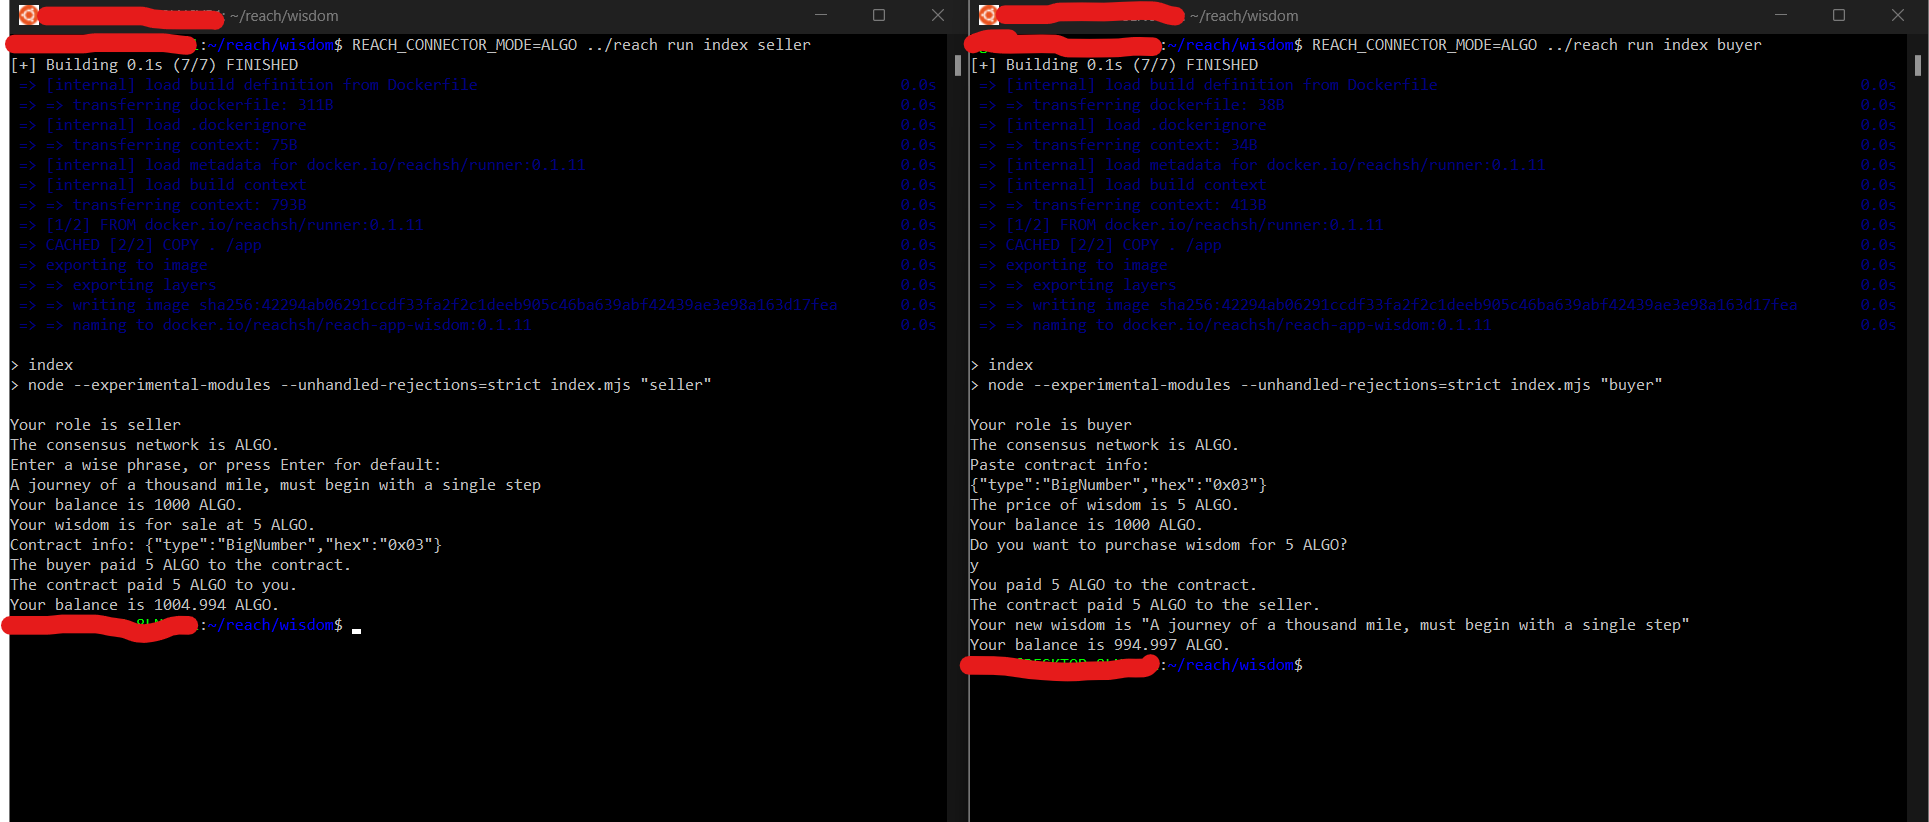 : ~/reach/wisdom
:~/reach/wisdom$ REACH_CONNECTOR_MODE=ALGO ../reach run index seller
[+] Building 0.1s (7/7) FINISHED
=> [internal] load build definition from Dockerfile 0.0s
=> => transferring dockerfile: 311B 0.0s
=> [internal] load .dockerignore 0.0s
=> => transferring context: 75B 0.0s
=> [internal] load metadata for docker.io/reachsh/runner:0.1.11 0.0s
=> [internal] load build context 0.0s
=> => transferring context: 793B 0.0s
=> [1/2] FROM docker.io/reachsh/runner:0.1.11 0.0s
=> CACHED [2/2] COPY . /app 0.0s
=> exporting to image 0.0s
=> => exporting layers 0.0s
=> => writing image sha256:42294ab06291ccdf33fa2f2c1deeb905c46ba639abf42439ae3e98a163d17fea 0.0s
=> => naming to docker.io/reachsh/reach-app-wisdom:0.1.11 0.0s
> index
> node --experimental-modules --unhandled-rejections=strict index.mjs "seller"
Your role is seller
The consensus network is ALGO.
Enter a wise phrase, or press Enter for default:
A journey of a thousand mile, must begin with a single step
Your balance is 1000 ALGO.
Your wisdom is for sale at 5 ALGO.
Contract info: {"type":"BigNumber","hex":"0x03"}
The buyer paid 5 ALGO to the contract.
The contract paid 5 ALGO to you.
Your balance is 1004.994 ALGO.
:~/reach/wisdom$
: ~/reach/wisdom
:~/reach/wisdom$ REACH_CONNECTOR_MODE=ALGO ../reach run index buyer
[+] Building 0.1s (7/7) FINISHED
=> [internal] load build definition from Dockerfile 0.0s
=> => transferring dockerfile: 38B 0.0s
=> [internal] load .dockerignore 0.0s
=> => transferring context: 34B 0.0s
=> [internal] load metadata for docker.io/reachsh/runner:0.1.11 0.0s
=> [internal] load build context 0.0s
=> => transferring context: 413B 0.0s
=> [1/2] FROM docker.io/reachsh/runner:0.1.11 0.0s
=> CACHED [2/2] COPY . /app 0.0s
=> exporting to image 0.0s
=> => exporting layers 0.0s
=> => writing image sha256:42294ab06291ccdf33fa2f2c1deeb905c46ba639abf42439ae3e98a163d17fea 0.0s
=> => naming to docker.io/reachsh/reach-app-wisdom:0.1.11 0.0s
> index
> node --experimental-modules --unhandled-rejections=strict index.mjs "buyer"
Your role is buyer
The consensus network is ALGO.
Paste contract info:
{"type":"BigNumber","hex":"0x03"}
The price of wisdom is 5 ALGO.
Your balance is 1000 ALGO.
Do you want to purchase wisdom for 5 ALGO?
y
You paid 5 ALGO to the contract.
The contract paid 5 ALGO to the seller.
Your new wisdom is "A journey of a thousand mile, must begin with a single step"
Your balance is 994.997 ALGO.
:~/reach/wisdom$